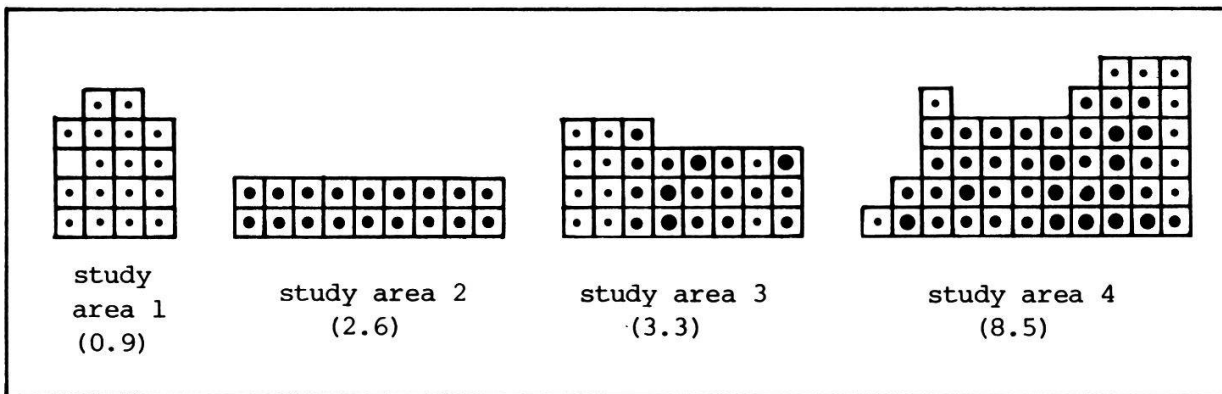 study
area 1
(0.9)
study area 2
(2.6)
study area 3
(3.3)
study area 4
(8.5)